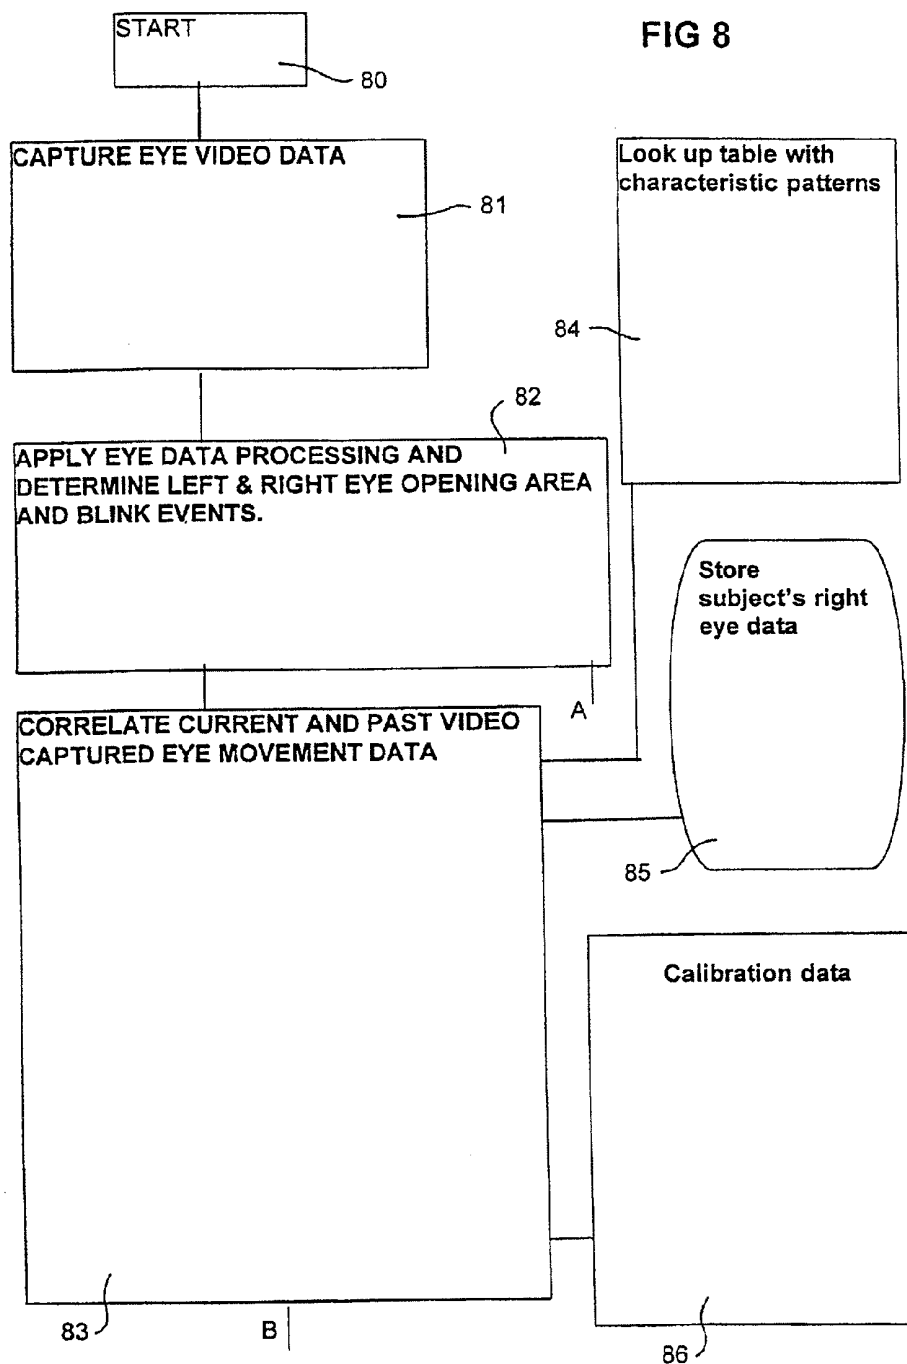 FIG 8
START
80
CAPTURE EYE VIDEO DATA
81
Look up table with
characteristic patterns
84
82
APPLY EYE DATA PROCESSING AND
DETERMINE LEFT & RIGHT EYE OPENING AREA
AND BLINK EVENTS.
A
Store
subject's right
eye data
85
CORRELATE CURRENT AND PAST VIDEO
CAPTURED EYE MOVEMENT DATA
83
B
Calibration data
86